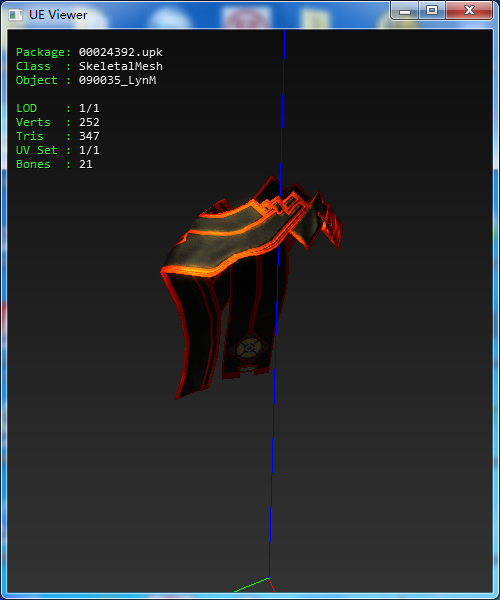 UE Viewer
Package: 00024392.upk
Class : SkeletalMesh
Object : 090035_LynM
LOD : 1/1
Verts : 252
Tris : 347
UV Set : 1/1
Bones : 21